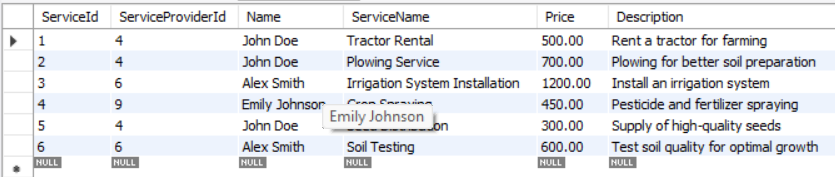 ServiceId ServiceProviderId Name ServiceName Price Description
1 4 John Doe Tractor Rental 500.00 Rent a tractor for farming
2 4 John Doe Plowing Service 700.00 Plowing for better soil preparation
3 6 Alex Smith Irrigation System Installation 1200.00 Install an irrigation system
4 9 Emily Johnson Crop Spraying 450.00 Pesticide and fertilizer spraying
Emily Johnson
5 4 John Doe Distribution 300.00 Supply of high-quality seeds
6 6 Alex Smith Soil Testing 600.00 Test soil quality for optimal growth
NULL NULL NULL NULL NULL NULL